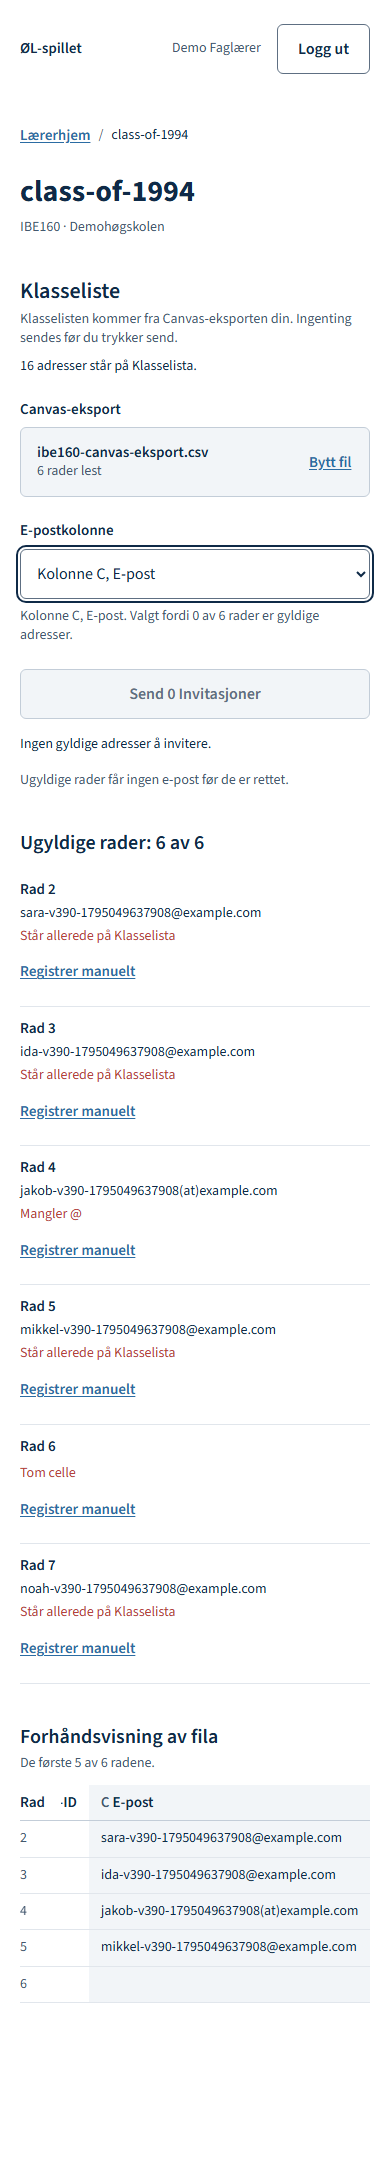 ØL-spillet
Demo Faglærer
Logg ut
Lærerhjem / class-of-1994
class-of-1994
IBE160 · Demohøgskolen
Klasseliste
Klasselisten kommer fra Canvas-eksporten din. Ingenting
sendes før du trykker send.
16 adresser står på Klasselista.
Canvas-eksport
ibe160-canvas-eksport.csv
6 rader lest
Bytt fil
E-postkolonne
Kolonne C, E-post
Kolonne C, E-post. Valgt fordi 0 av 6 rader er gyldige
adresser.
Send 0 Invitasjoner
Ingen gyldige adresser å invitere.
Ugyldige rader får ingen e-post før de er rettet.
Ugyldige rader: 6 av 6
Rad 2
sara-v390-1795049637908@example.com
Står allerede på Klasselista
Registrer manuelt
Rad 3
ida-v390-1795049637908@example.com
Står allerede på Klasselista
Registrer manuelt
Rad 4
jakob-v390-1795049637908(at)example.com
Mangler @
Registrer manuelt
Rad 5
mikkel-v390-1795049637908@example.com
Står allerede på Klasselista
Registrer manuelt
Rad 6
Tom celle
Registrer manuelt
Rad 7
noah-v390-1795049637908@example.com
Står allerede på Klasselista
Registrer manuelt
Forhåndsvisning av fila
De første 5 av 6 radene.
Rad ·ID C E-post
2 sara-v390-1795049637908@example.com
3 ida-v390-1795049637908@example.com
4 jakob-v390-1795049637908(at)example.com
5 mikkel-v390-1795049637908@example.com
6